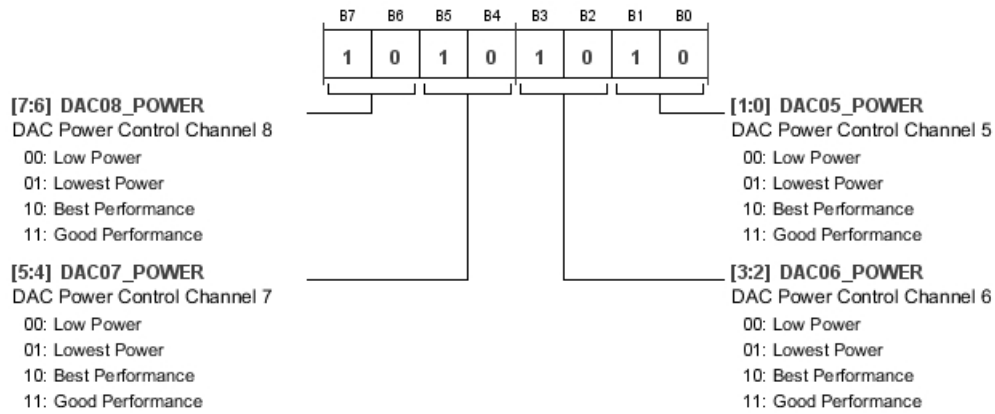 B7 B6 B5 B4 B3 B2 B1 B0
1 0 1 0 1 0 1 0
[7:6] DAC08_POWER
DAC Power Control Channel 8
00: Low Power
01: Lowest Power
10: Best Performance
11: Good Performance
[5:4] DAC07_POWER
DAC Power Control Channel 7
00: Low Power
01: Lowest Power
10: Best Performance
11: Good Performance
[1:0] DAC05_POWER
DAC Power Control Channel 5
00: Low Power
01: Lowest Power
10: Best Performance
11: Good Performance
[3:2] DAC06_POWER
DAC Power Control Channel 6
00: Low Power
01: Lowest Power
10: Best Performance
11: Good Performance